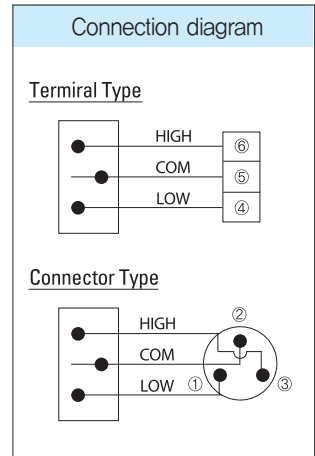 Connection diagram
Termiral Type
HIGH ⑥
COM ⑤
LOW ④
Connector Type
②
HIGH
COM
LOW ① ③